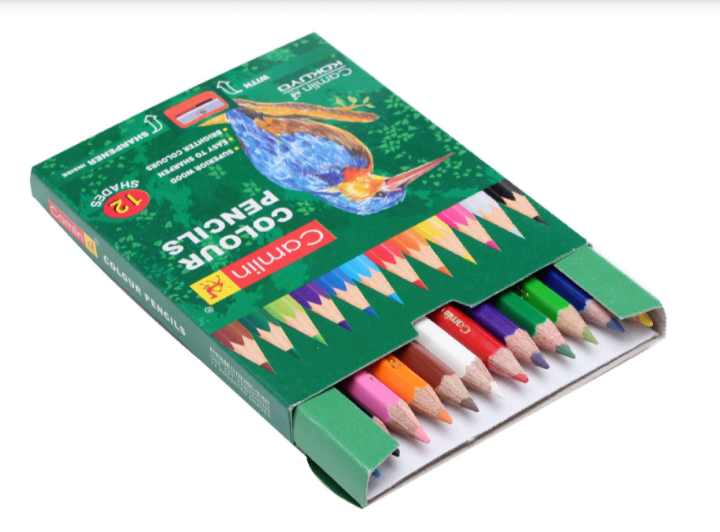 Camlin
KOKUYO
WITH
SHARPENER INSIDE
SUPERIOR WOOD
EASY TO SHARPEN
BRIGHTER COLOURS
12
SHADES
Camlin
COLOUR
PENCILS
®
Camlin
COLOUR PENCILS
Camlin